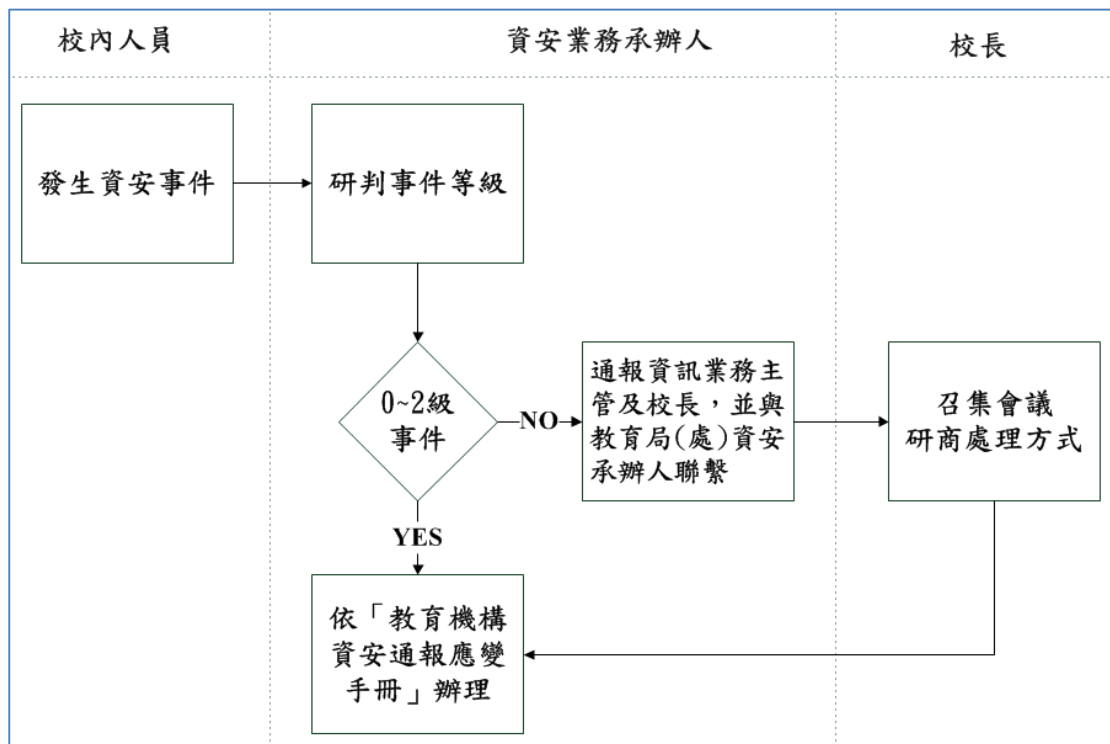 校內人員
資安業務承辦人
校長
發生資安事件
研判事件等級
0~2級
事件
NO
通報資訊業務主
管及校長，並與
教育局(處)資安
承辦人聯繫
召集會議
研商處理方式
YES
依「教育機構
資安通報應變
手冊」辦理